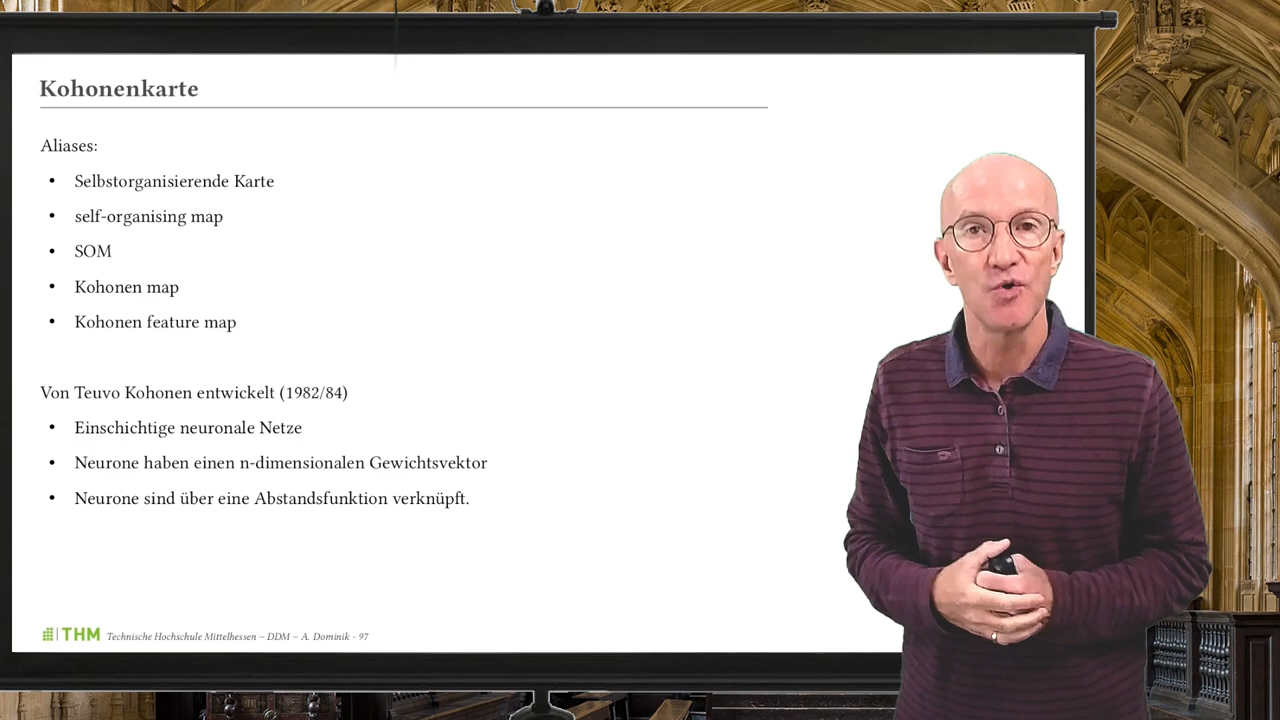 Kohonenkarte
Aliases:
• Selbstorganisierende Karte
• self-organising map
• SOM
• Kohonen map
• Kohonen feature map
Von Teuvo Kohonen entwickelt (1982/84)
• Einschichtige neuronale Netze
• Neurone haben einen n-dimensionalen Gewichtsvektor
• Neurone sind über eine Abstandsfunktion verknüpft.
THM Technische Hochschule Mittelhessen – DDM – A. Dominik - 97